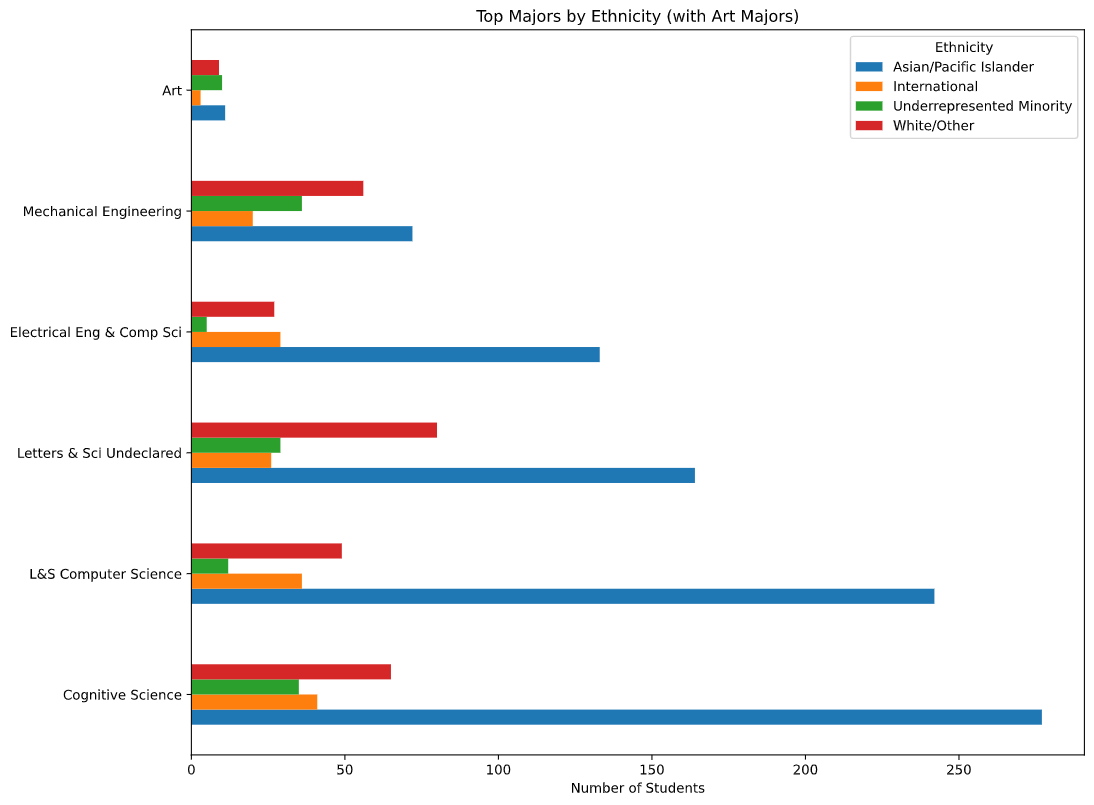 Top Majors by Ethnicity (with Art Majors)
Ethnicity
Asian/Pacific Islander
International
Underrepresented Minority
White/Other
Art
Mechanical Engineering
Electrical Eng & Comp Sci
Letters & Sci Undeclared
L&S Computer Science
Cognitive Science
0 50 100 150 200 250
Number of Students